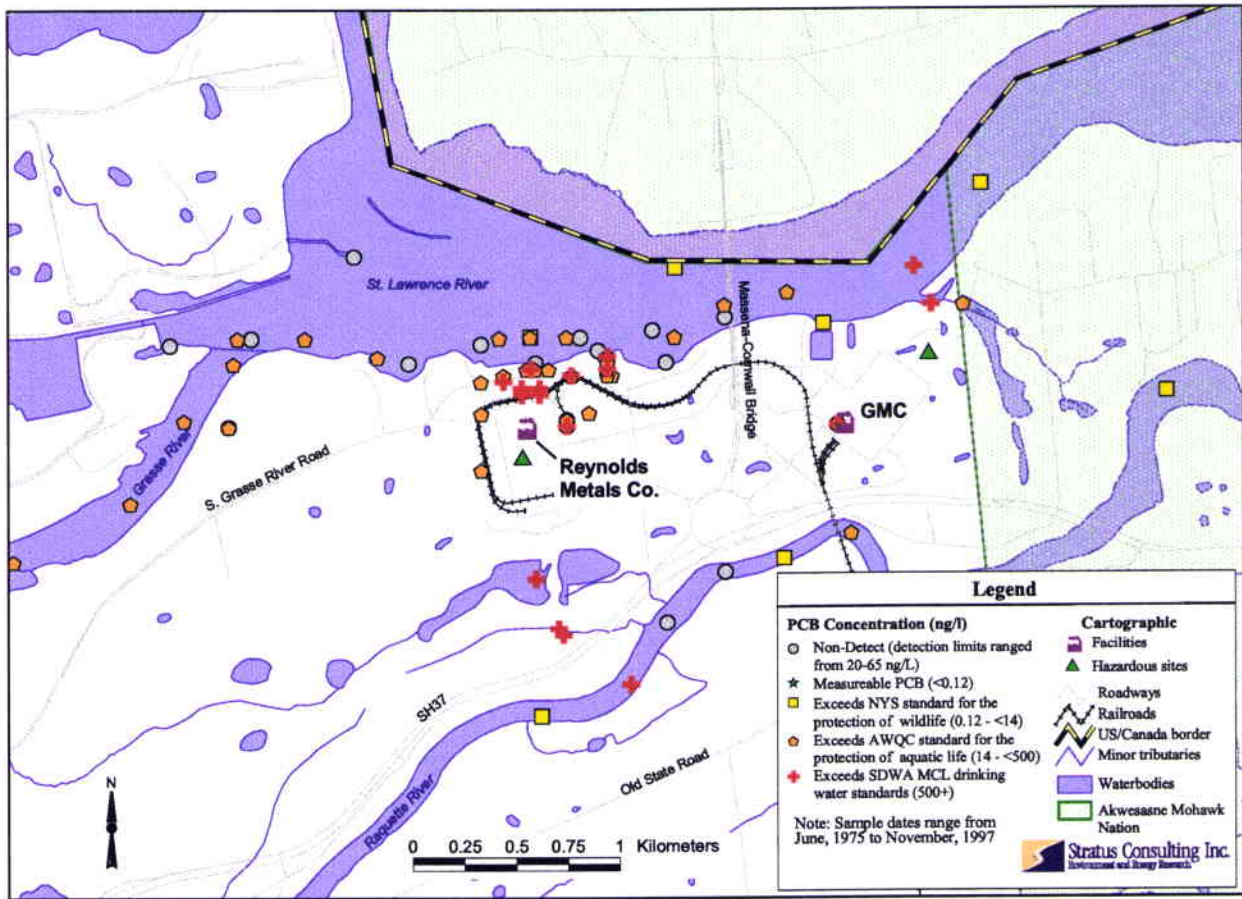 St. Lawrence River
Massena-Cornwall Bridge
GMC
Grasse River
S. Grasse River Road
Reynolds
Metals Co.
SH37
Raquette River
Old State Road
N
0 0.25 0.5 0.75 1 Kilometers
Legend
PCB Concentration (ng/l)
Non-Detect (detection limits ranged
from 20-65 ng/L)
Measureable PCB (<0.12)
Exceeds NYS standard for the
protection of wildlife (0.12 - <14)
Exceeds AWQC standard for the
protection of aquatic life (14 - <500)
Exceeds SDWA MCL drinking
water standards (500+)
Note: Sample dates range from
June, 1975 to November, 1997
Cartographic
Facilities
Hazardous sites
Roadways
Railroads
US/Canada border
Minor tributaries
Waterbodies
Akwesasne Mohawk
Nation
Stratus Consulting Inc.
Environment and Energy Research